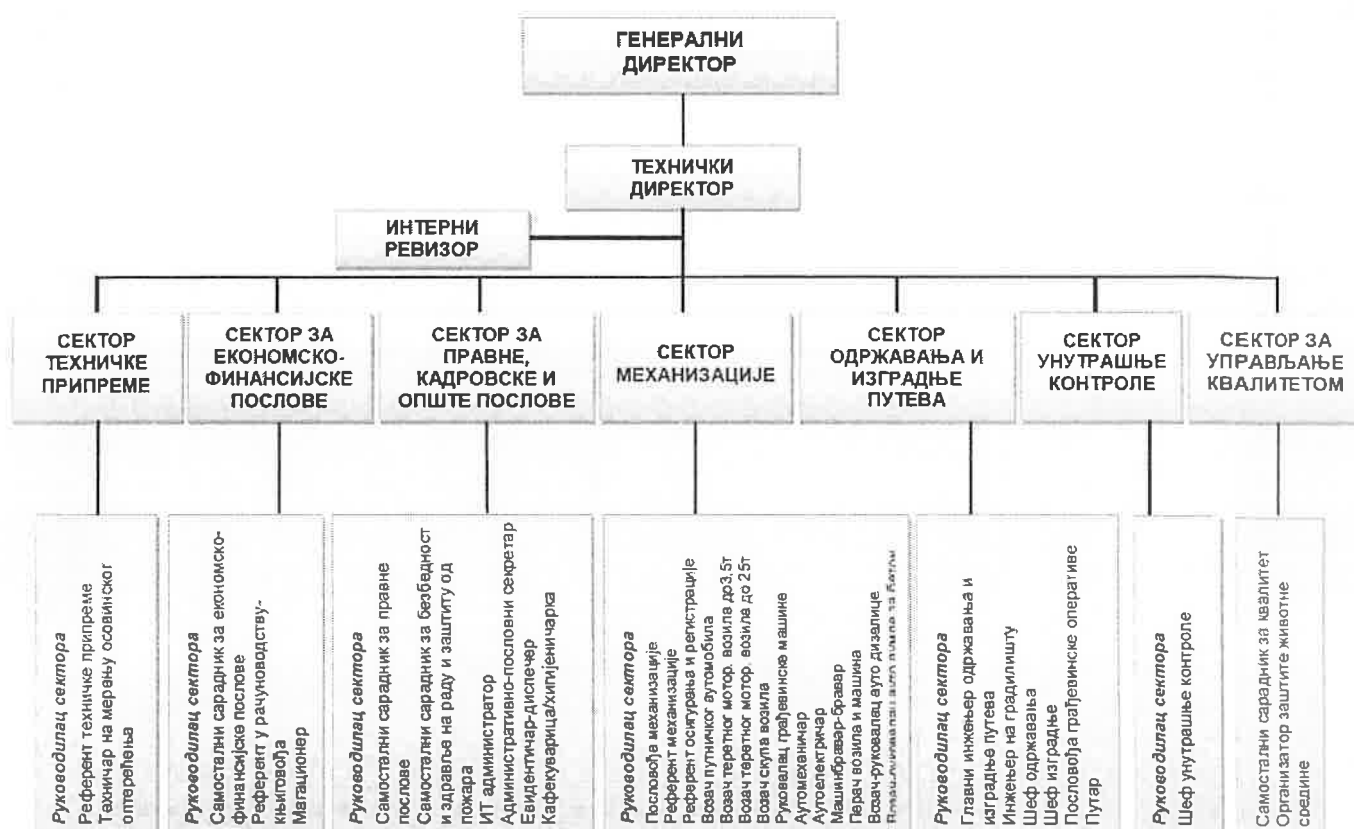 ГЕНЕРАЛНИ
ДИРЕКТОР
ТЕХНИЧКИ
ДИРЕКТОР
ИНТЕРНИ
РЕВИЗОР
СЕКТОР
ТЕХНИЧКЕ
ПРИПРЕМЕ
СЕКТОР ЗА
ЕКОНОМСКО-
ФИНАНСИЈСКЕ
ПОСЛОВЕ
СЕКТОР ЗА
ПРАВНЕ,
КАДРОВСКЕ И
ОПШТЕ ПОСЛОВЕ
СЕКТОР
МЕХАНИЗАЦИЈЕ
СЕКТОР
ОДРЖАВАЊА И
ИЗГРАДЊЕ
ПУТЕВА
СЕКТОР
УНУТРАШЊЕ
КОНТРОЛЕ
СЕКТОР ЗА
УПРАВЉАЊЕ
КВАЛИТЕТОМ
Руководилац сектора
Референт техничке припреме
Техничар на мерењу осовинског
оптерећења
Руководилац сектора
Самостални сарадник за економско-
финансијске послове
Референт у рачуноводству-
књиговођа
Магационер
Руководилац сектора
Самостални сарадник за правне
послове
Самостални сарадник за безбедност
и здравље на раду и заштиту од
пожара
ИТ администратор
Административно-пословни секретар
Евидентичар-диспечер
Кафекуварица/хигијеничарка
Руководилац сектора
Пословођа механизације
Референт механизације
Референт осигурања и регистрације
Возач путничког аутомобила
Возач теретног мотор. возила до3,5т
Возач теретног мотор. возила до 25т
Возач скупа возила
Руковалац грађевинске машине
Аутомеханичар
Аутоелектричар
Машинбравар-бравар
Перач возила и машина
Возач-руковалац ауто дизалице
Руководилац сектора
Главни инжењер одржавања и
изградње путева
Инжењер на градилишту
Шеф одржавања
Шеф изградње
Пословођа грађевинске оперативе
Путар
Руководилац сектора
Шеф унутрашње контроле
Самостални сарадник за квалитет
Организатор заштите животне
средине